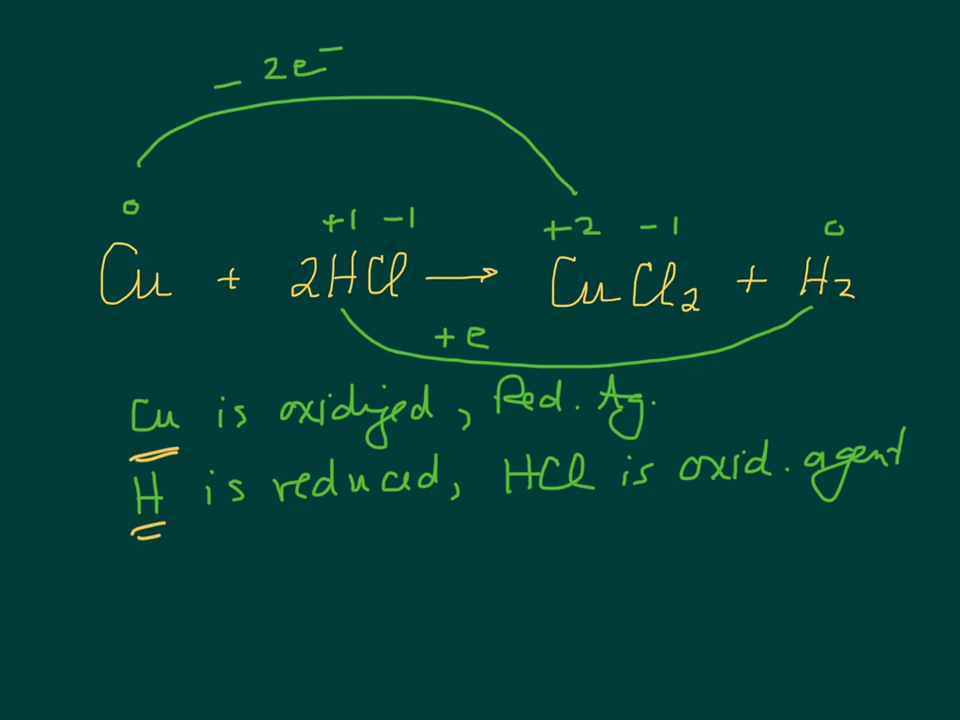 - 2e⁻
0 +1 -1 +2 -1 0
Cu + 2HCl → CuCl₂ + H₂
+e
Cu is oxidized, Red. Ag.
H is reduced, HCl is oxid. agent